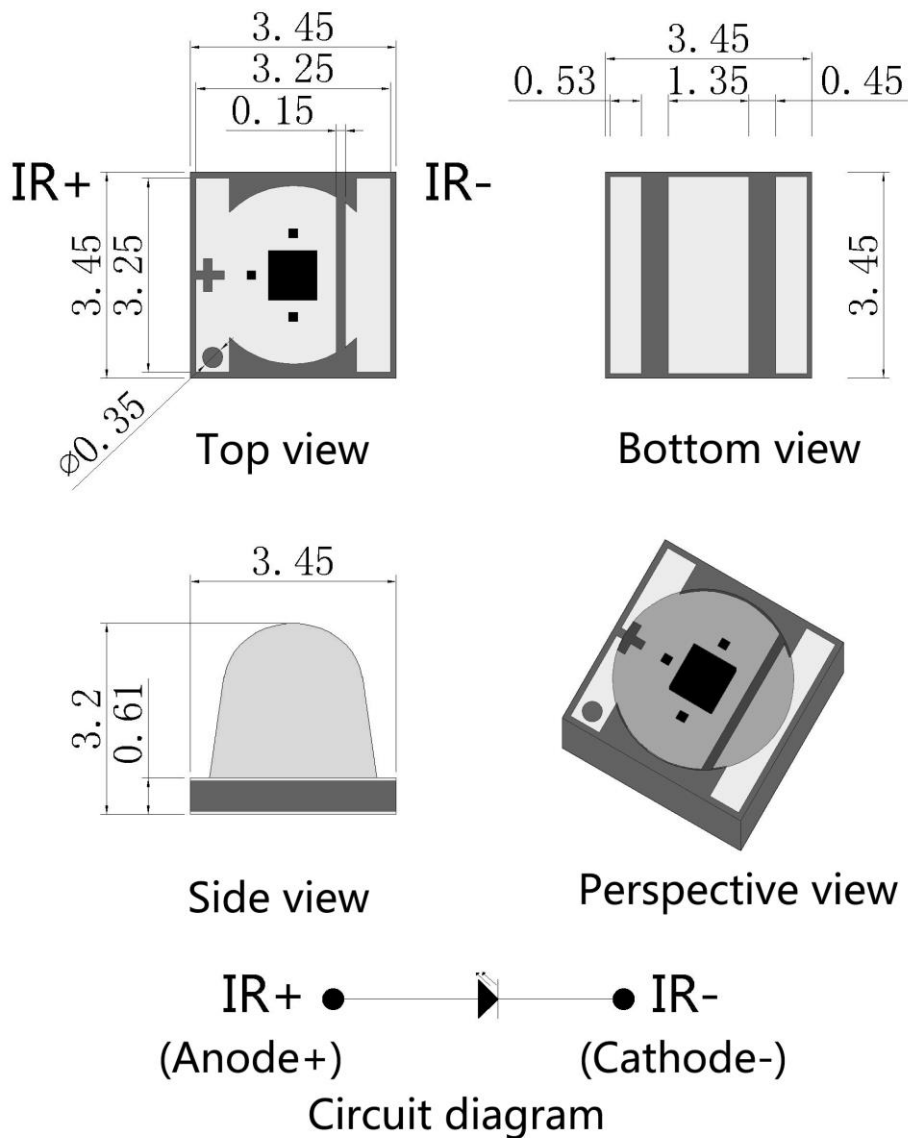 3.45
3.25
0.15
IR+
IR-
3.45
3.25
Ø0.35
Top view
3.45
0.53
1.35
0.45
3.45
Bottom view
3.45
3.2
0.61
Side view
Perspective view
IR+
IR-
(Anode+)
(Cathode-)
Circuit diagram